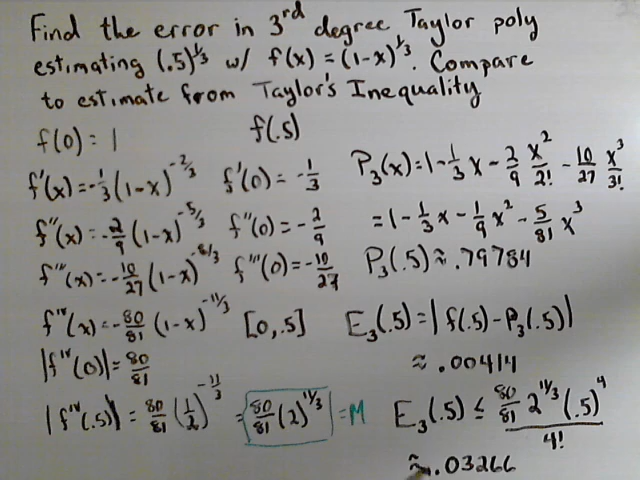 Find the error in 3rd degree Taylor poly
estimating (.5)^1/3 w/ f(x) = (1-x)^1/3. Compare
to estimate from Taylor's Inequality
f(0) = 1 f(.5)
f'(x) = -1/3 (1-x)^-2/3 f'(0) = -1/3
f''(x) = -2/9 (1-x)^-5/3 f''(0) = -2/9
f'''(x) = -10/27 (1-x)^-8/3 f'''(0) = -10/27
f^IV(x) = -80/81 (1-x)^-11/3 [0, .5]
|f^IV(0)| = 80/81
|f^IV(.5)| = 80/81 (1/2)^-11/3 = 80/81 (2)^11/3 = M
P₃(x) = 1 - 1/3 x - 2/9 x²/2! - 10/27 x³/3!
= 1 - 1/3 x - 1/9 x² - 5/81 x³
P₃(.5) ≈ .79784
E₃(.5) = |f(.5) - P₃(.5)|
≈ .00414
E₃(.5) ≤ 80/81 2^11/3 (.5)^4 / 4!
≈ .03266